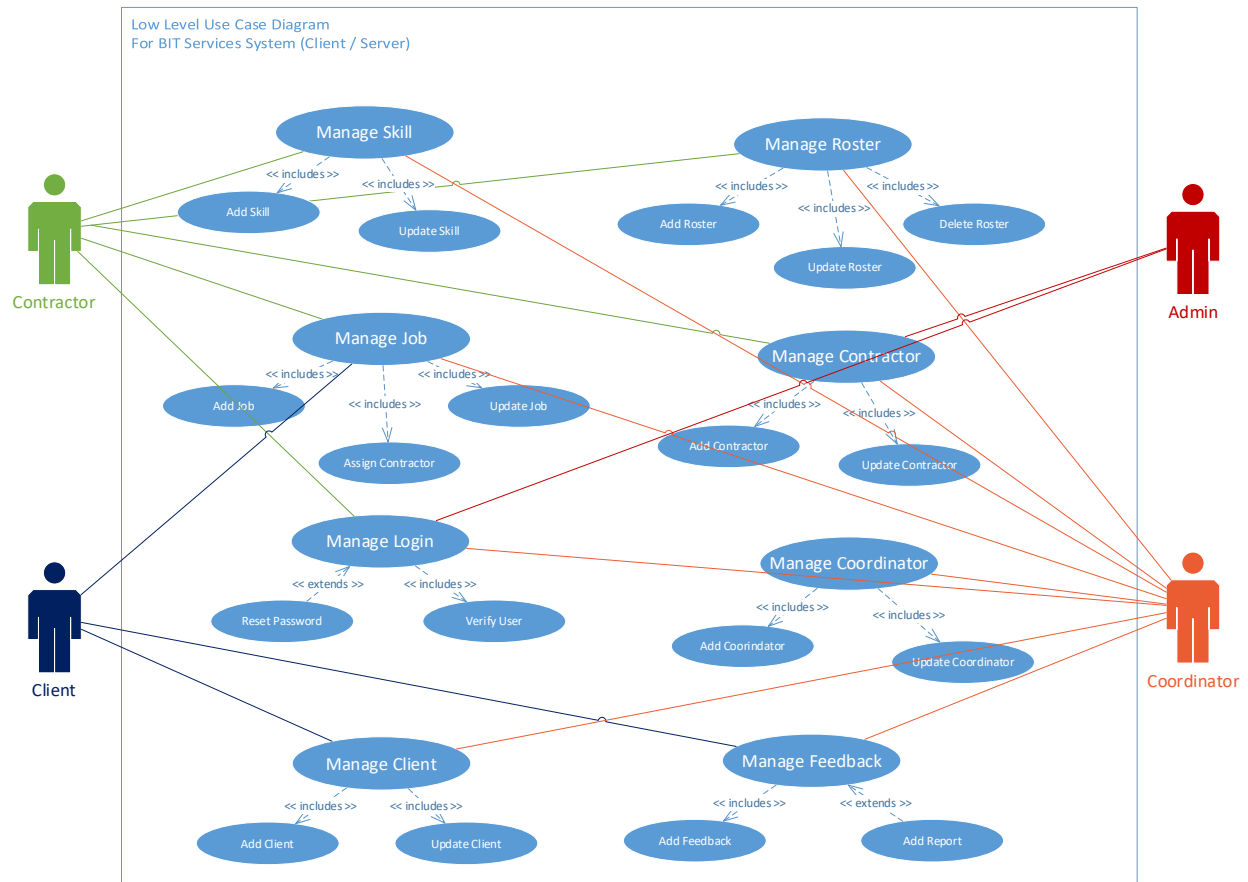 Low Level Use Case Diagram
For BIT Services System (Client / Server)
Manage Skill
<< includes >>
<< includes >>
Add Skill
Update Skill
Manage Roster
<< includes >>
<< includes >>
<< includes >>
Add Roster
Delete Roster
Update Roster
Contractor
Admin
Manage Job
<< includes >>
<< includes >>
<< includes >>
Add Job
Update Job
Assign Contractor
Manage Contractor
<< includes >>
<< includes >>
Add Contractor
Update Contractor
Manage Login
<< extends >>
<< includes >>
Reset Password
Verify User
Manage Coordinator
<< includes >>
<< includes >>
Add Coorindator
Update Coordinator
Client
Coordinator
Manage Client
<< includes >>
<< includes >>
Add Client
Update Client
Manage Feedback
<< includes >>
<< extends >>
Add Feedback
Add Report